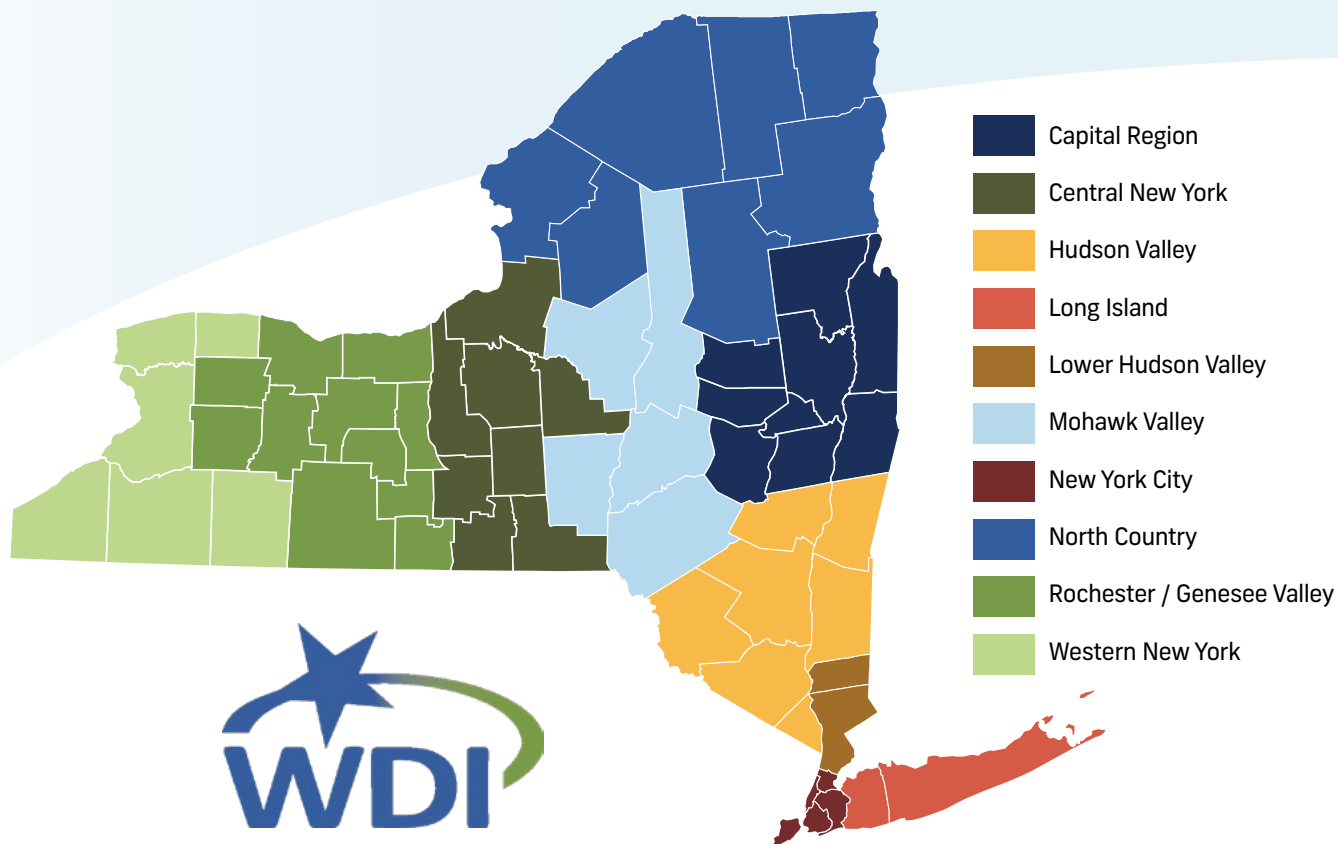 Capital Region
Central New York
Hudson Valley
Long Island
Lower Hudson Valley
Mohawk Valley
New York City
North Country
Rochester / Genesee Valley
Western New York
WDI